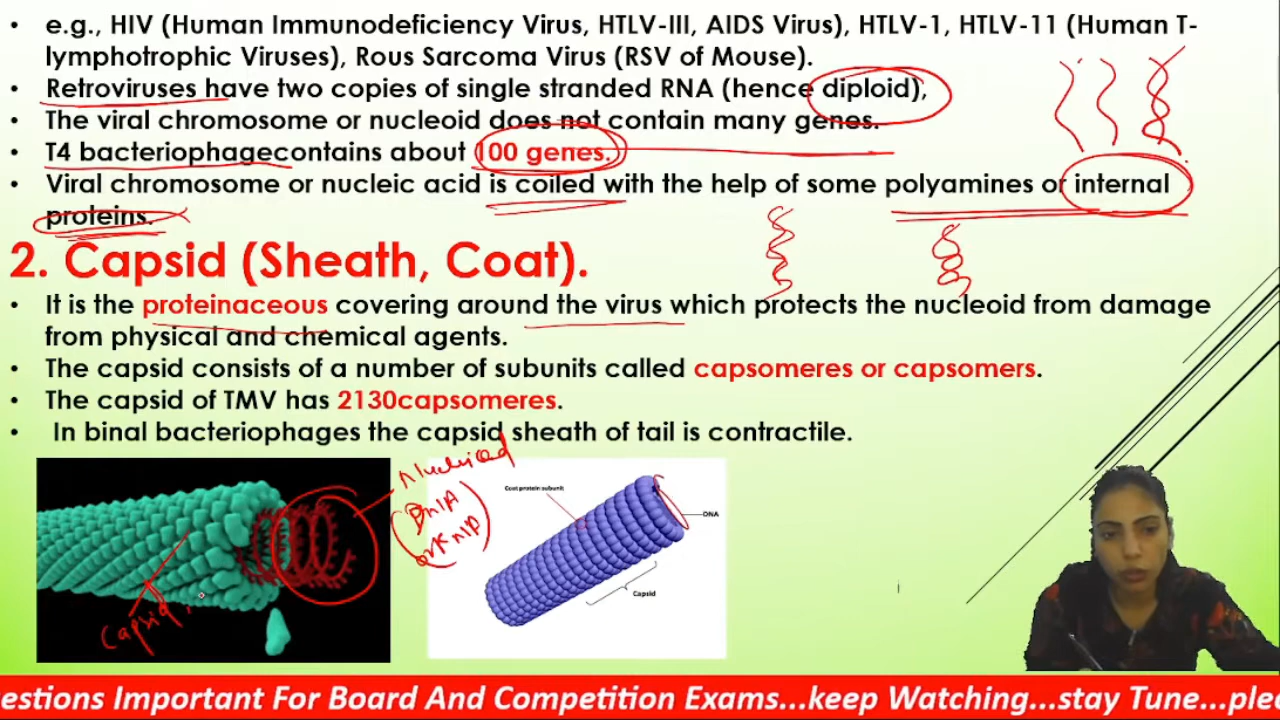 • e.g., HIV (Human Immunodeficiency Virus, HTLV-III, AIDS Virus), HTLV-1, HTLV-11 (Human T-
lymphotrophic Viruses), Rous Sarcoma Virus (RSV of Mouse).
• Retroviruses have two copies of single stranded RNA (hence diploid),
• The viral chromosome or nucleoid does not contain many genes.
• T4 bacteriophagecontains about 100 genes.
• Viral chromosome or nucleic acid is coiled with the help of some polyamines or internal
proteins.
2. Capsid (Sheath, Coat).
• It is the proteinaceous covering around the virus which protects the nucleoid from damage
from physical and chemical agents.
• The capsid consists of a number of subunits called capsomeres or capsomers.
• The capsid of TMV has 2130capsomeres.
• In binal bacteriophages the capsid sheath of tail is contractile.
Capsid
DNA
or RNA
Coat protein subunit
DNA
Capsid
estions Important For Board And Competition Exams...keep Watching...stay Tune...ple